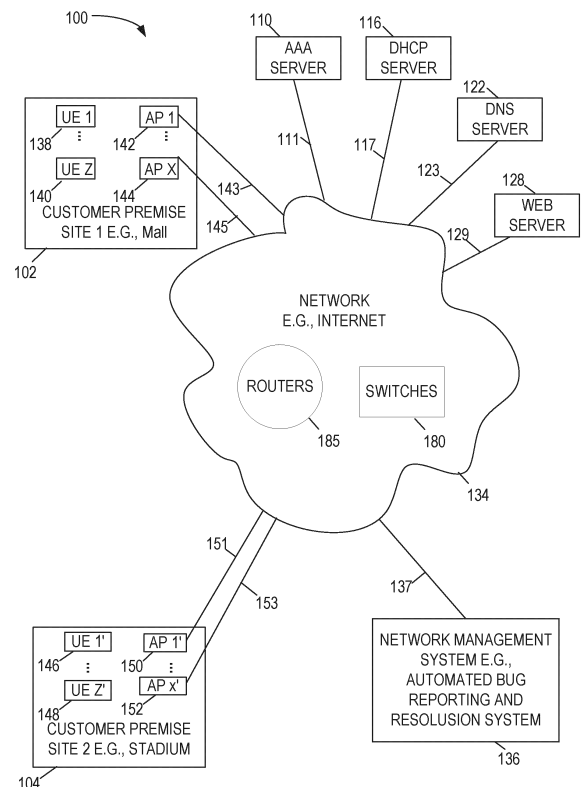 100
110
AAA
SERVER
111
116
DHCP
SERVER
117
122
DNS
SERVER
123
128
WEB
SERVER
129
UE 1
138
AP 1
142
UE Z
140
AP X
144
CUSTOMER PREMISE
SITE 1 E.G., Mall
102
143
145
NETWORK
E.G., INTERNET
ROUTERS
185
SWITCHES
180
134
151
153
137
UE 1'
146
AP 1'
150
UE Z'
148
AP x'
152
CUSTOMER PREMISE
SITE 2 E.G., STADIUM
104
NETWORK MANAGEMENT
SYSTEM E.G.,
AUTOMATED BUG
REPORTING AND
RESOLUSION SYSTEM
136